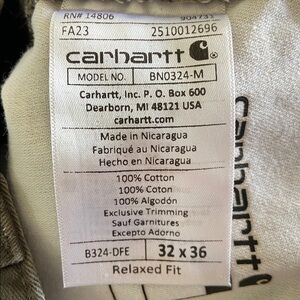 RN# 14806 904731
FA23 2510012696
carhartt
MODEL NO. BN0324-M
Carhartt, Inc. P. O. Box 600
Dearborn, MI 48121 USA
carhartt.com
Made in Nicaragua
Fabriqué au Nicaragua
Hecho en Nicaragua
100% Cotton
100% Coton
100% Algodón
Exclusive Trimming
Sauf Garnitures
Excepto Adorno
B324-DFE 32 x 36
Relaxed Fit
carhartt